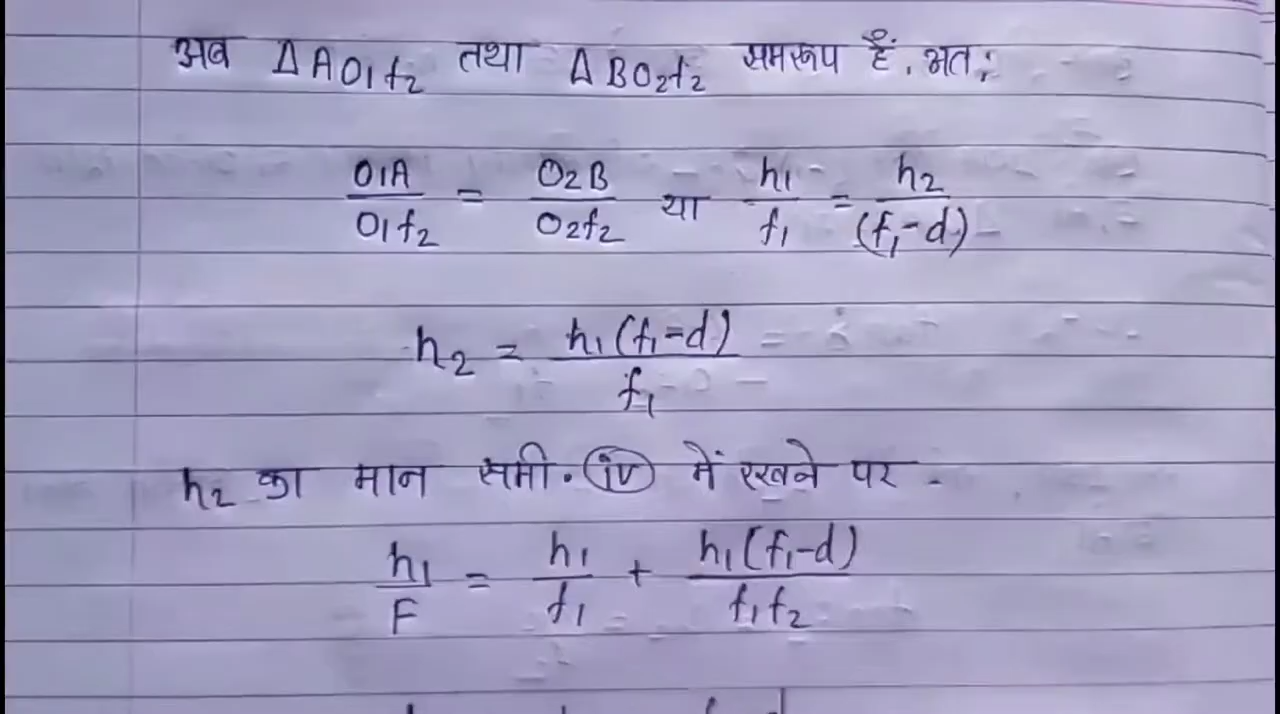 अब ΔAO₁f₂ तथा ΔBO₂f₂ समरूप हैं, अतः
O₁A/O₁f₂ = O₂B/O₂f₂ या h₁/f₁ = h₂/(f₁-d)
h₂ = h₁(f₁-d)/f₁
h₂ का मान समी. (iv) में रखने पर -
h₁/F = h₁/f₁ + h₁(f₁-d)/f₁f₂